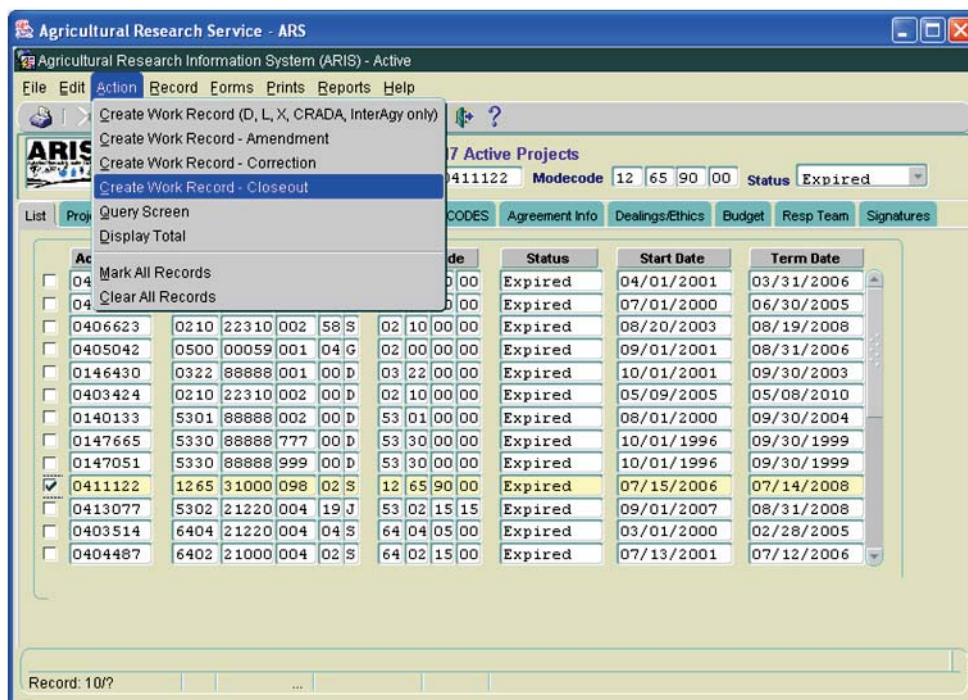 Agricultural Research Service - ARS
Agricultural Research Information System (ARIS) - Active
File Edit Action Record Forms Prints Reports Help
Create Work Record (D, L, X, CRADA, InterAgy only)
Create Work Record - Amendment
Create Work Record - Correction
Create Work Record - Closeout
Query Screen
Display Total
Mark All Records
Clear All Records
ARIS 17 Active Projects
0411122 Modecode 12 65 90 00 Status Expired
List CODES Agreement Info Dealings/Ethics Budget Resp Team Signatures
Status Start Date Term Date
04 00 Expired 04/01/2001 03/31/2006
04 00 Expired 07/01/2000 06/30/2005
0406623 0210 22310 002 58 S 02 10 00 00 Expired 08/20/2003 08/19/2008
0405042 0500 00059 001 04 G 02 00 00 00 Expired 09/01/2001 08/31/2006
0146430 0322 88888 001 00 D 03 22 00 00 Expired 10/01/2001 09/30/2003
0403424 0210 22310 002 00 D 02 10 00 00 Expired 05/09/2005 05/08/2010
0140133 5301 88888 002 00 D 53 01 00 00 Expired 08/01/2000 09/30/2004
0147665 5330 88888 777 00 D 53 30 00 00 Expired 10/01/1996 09/30/1999
0147051 5330 88888 999 00 D 53 30 00 00 Expired 10/01/1996 09/30/1999
0411122 1265 31000 098 02 S 12 65 90 00 Expired 07/15/2006 07/14/2008
0413077 5302 21220 004 19 J 53 02 15 15 Expired 09/01/2007 08/31/2008
0403514 6404 21220 004 04 S 64 04 05 00 Expired 03/01/2000 02/28/2005
0404487 6402 21000 004 02 S 64 02 15 00 Expired 07/13/2001 07/12/2006
Record: 10/? ...